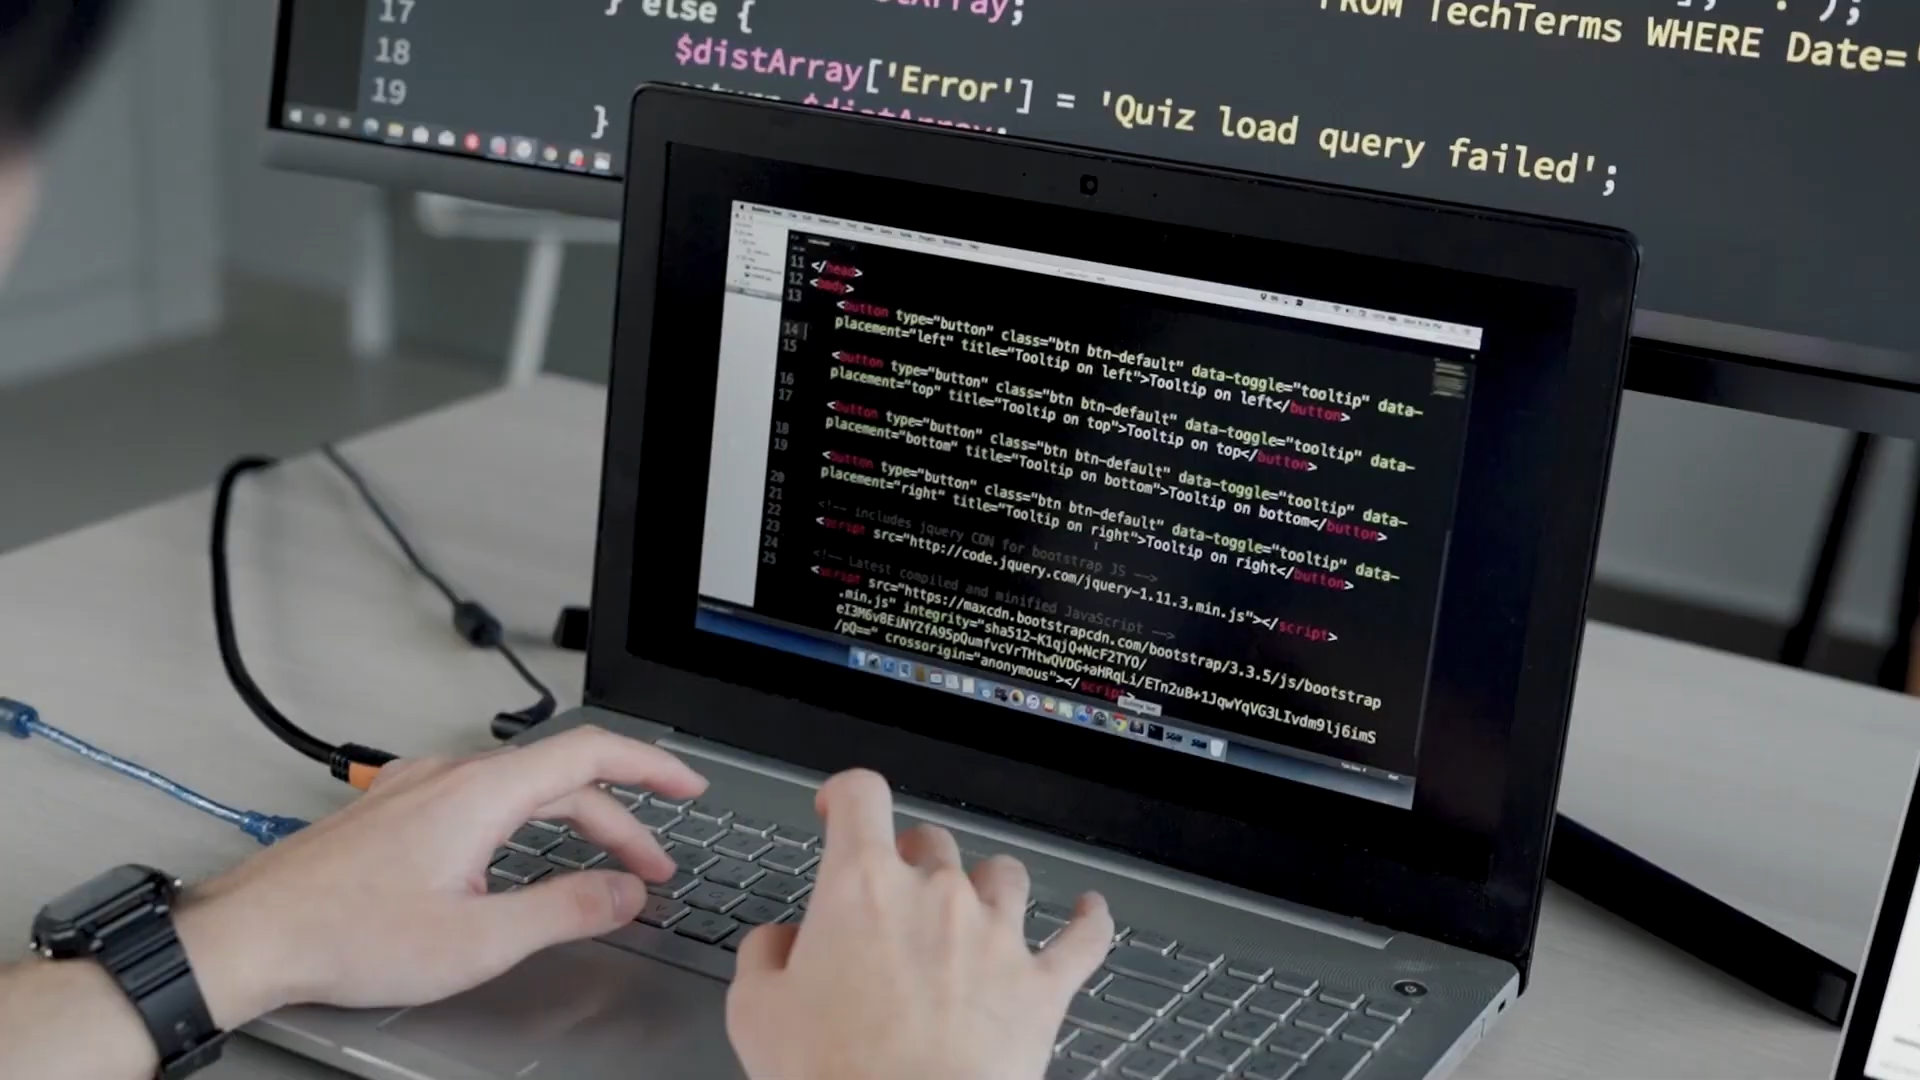 17
} else {
18
$distArray['Error'] = 'Quiz load query failed';
19
return $distArray;
}
FROM TechTerms WHERE Date='
11
</head>
12
<body>
13
<button type="button" class="btn btn-default" data-toggle="tooltip" data-
14
placement="left" title="Tooltip on left">Tooltip on left</button>
15
<button type="button" class="btn btn-default" data-toggle="tooltip" data-
16
placement="top" title="Tooltip on top">Tooltip on top</button>
17
<button type="button" class="btn btn-default" data-toggle="tooltip" data-
18
placement="bottom" title="Tooltip on bottom">Tooltip on bottom</button>
19
<button type="button" class="btn btn-default" data-toggle="tooltip" data-
20
placement="right" title="Tooltip on right">Tooltip on right</button>
21
22
<!-- includes jquery CDN for bootstrap JS -->
23
<script src="http://code.jquery.com/jquery-1.11.3.min.js"></script>
24
<!-- Latest compiled and minified JavaScript -->
25
<script src="https://maxcdn.bootstrapcdn.com/bootstrap/3.3.5/js/bootstrap
.min.js" integrity="sha512-K1qjQ+NcF2TYO/
eI3M6v8EiNYZfA95pQumfvcVrTHtwQVDG+aHRqLi/ETn2uB+1JqwYqVG3LIvdm9lj6imS
/pQ==" crossorigin="anonymous"></script>